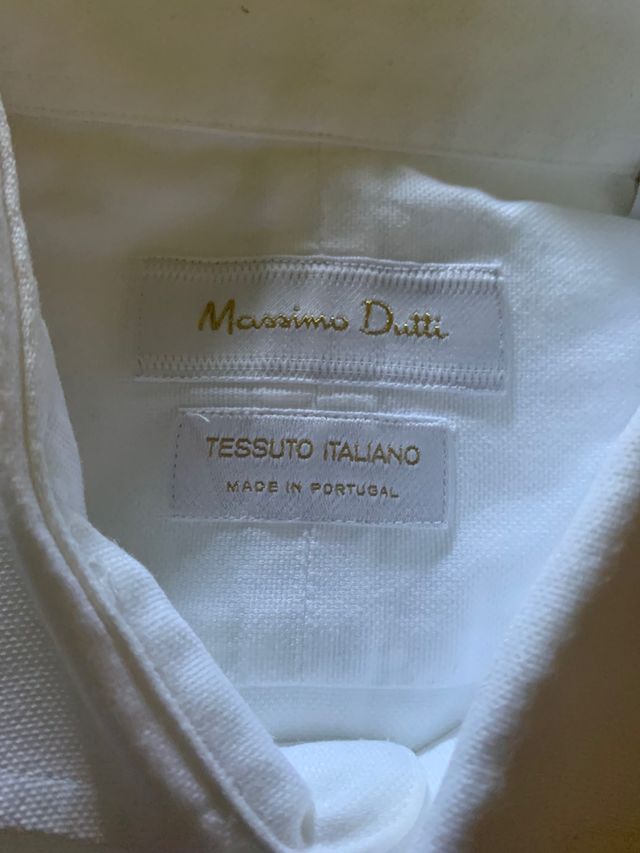 Massimo Dutti
TESSUTO ITALIANO
MADE IN PORTUGAL